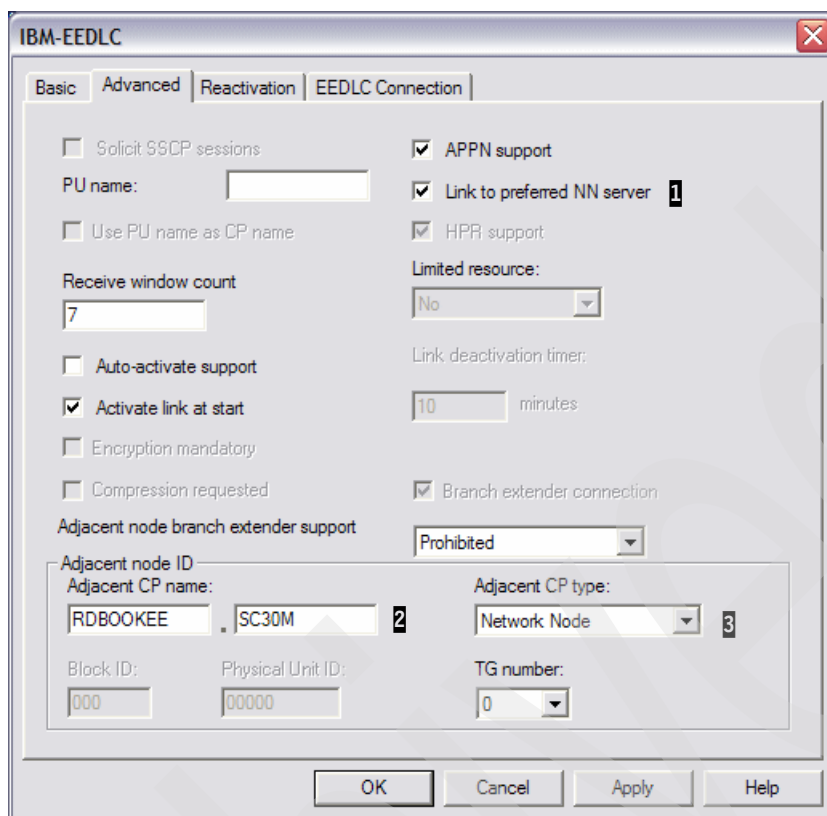 IBM-EEDLC
Basic Advanced Reactivation EEDLC Connection
Solicit SSCP sessions
APPN support
PU name:
Link to preferred NN server 1
Use PU name as CP name
HPR support
Receive window count
Limited resource:
7
No
Auto-activate support
Link deactivation timer:
Activate link at start
10 minutes
Encryption mandatory
Compression requested
Branch extender connection
Adjacent node branch extender support
Prohibited
Adjacent node ID
Adjacent CP name:
Adjacent CP type:
RDBOOKEE . SC30M 2
Network Node 3
Block ID: Physical Unit ID:
TG number:
000 00000
0
OK Cancel Apply Help